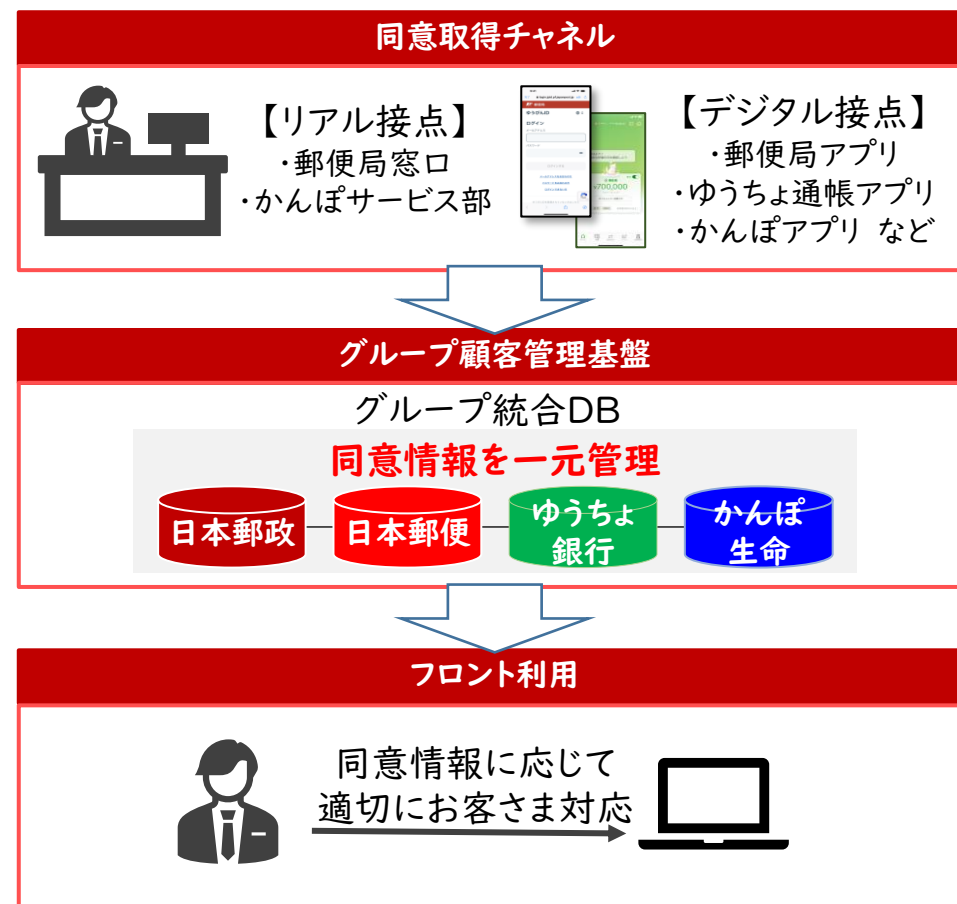 同意取得チャネル
【リアル接点】
・郵便局窓口
・かんぽサービス部
ログイン
700,000
【デジタル接点】
・郵便局アプリ
・ゆうちょ通帳アプリ
・かんぽアプリ など
グループ顧客管理基盤
グループ統合DB
同意情報を一元管理
日本郵政
日本郵便
ゆうちょ
銀行
かんぽ
生命
フロント利用
同意情報に応じて
適切にお客さま対応